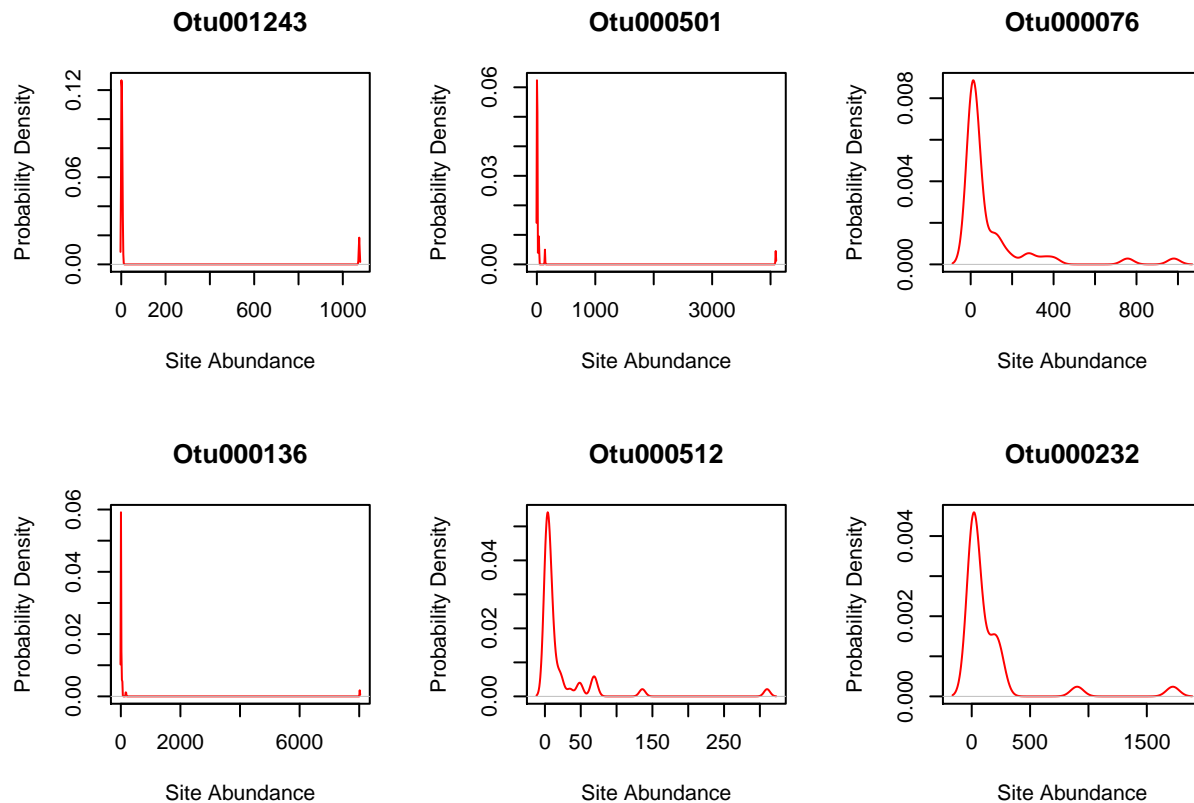 Otu001243 Otu000501 Otu000076
Probability Density Probability Density Probability Density
0.00 0.06 0.12 0.00 0.03 0.06 0.000 0.004 0.008
0 200 600 1000 0 1000 3000 0 400 800
Site Abundance Site Abundance Site Abundance
Otu000136 Otu000512 Otu000232
Probability Density Probability Density Probability Density
0.00 0.02 0.04 0.06 0.00 0.02 0.04 0.000 0.002 0.004
0 2000 6000 0 50 150 250 0 500 1500
Site Abundance Site Abundance Site Abundance